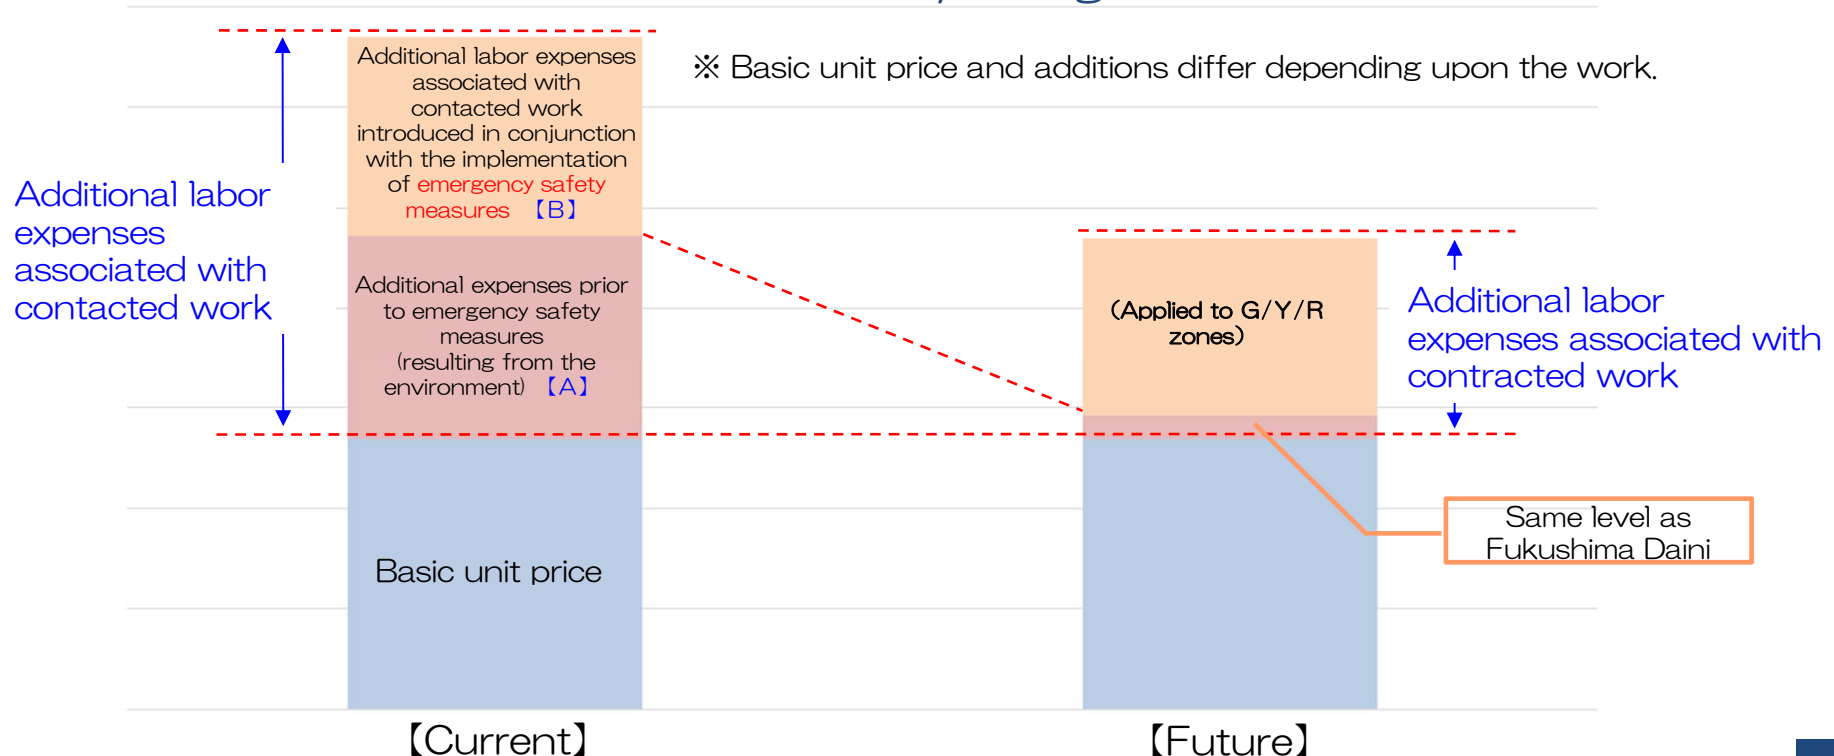 ※ Basic unit price and additions differ depending upon the work.
Additional labor expenses
associated with
contacted work
introduced in conjunction
with the implementation
of emergency safety
measures 【B】
Additional labor
expenses
associated with
contacted work
Additional expenses prior
to emergency safety
measures
(resulting from the
environment) 【A】
(Applied to G/Y/R
zones)
Additional labor
expenses associated with
contracted work
Same level as
Fukushima Daini
Basic unit price
【Current】
【Future】